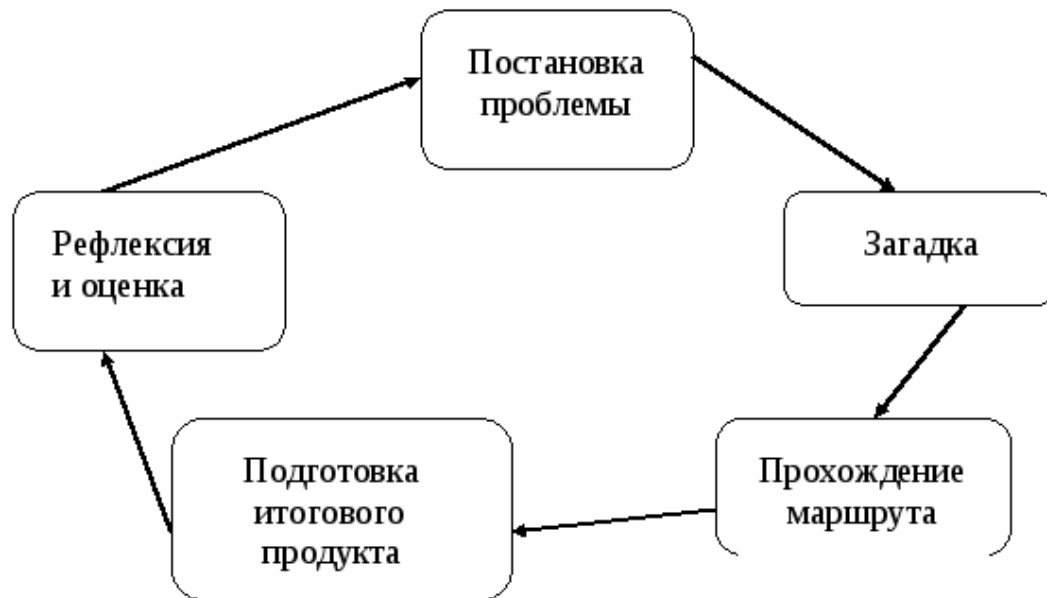 Постановка
проблемы
Загадка
Прохождение
маршрута
Подготовка
итогового
продукта
Рефлексия
и оценка